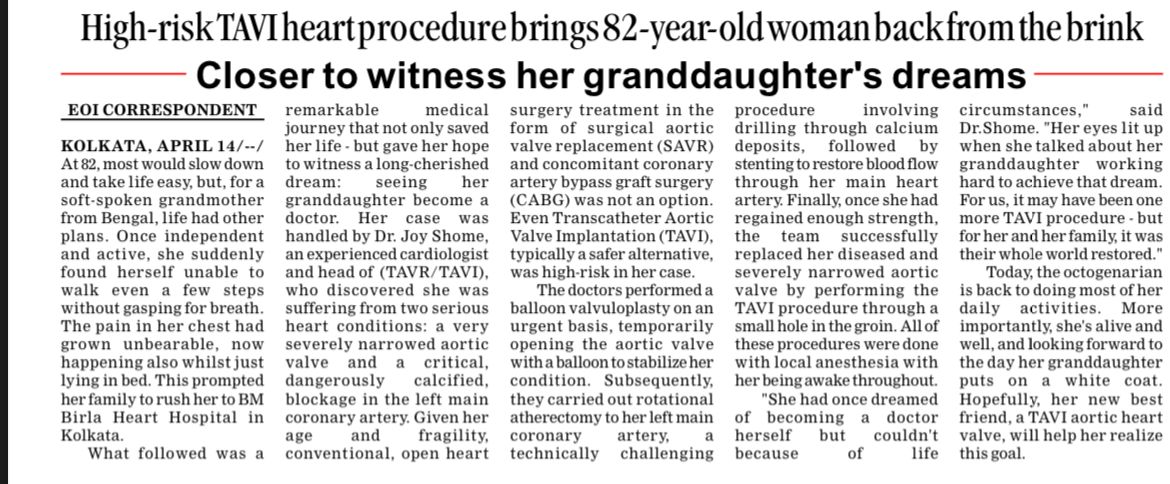 High-risk TAVI heart procedure brings 82-year-old woman back from the brink
Closer to witness her granddaughter's dreams
EOI CORRESPONDENT
KOLKATA, APRIL 14/--/
At 82, most would slow down
and take life easy, but, for a
soft-spoken grandmother
from Bengal, life had other
plans. Once independent
and active, she suddenly
found herself unable to
walk even a few steps
without gasping for breath.
The pain in her chest had
grown unbearable, now
happening also whilst just
lying in bed. This prompted
her family to rush her to BM
Birla Heart Hospital in
Kolkata.
What followed was a
remarkable medical
journey that not only saved
her life - but gave her hope
to witness a long-cherished
dream: seeing her
granddaughter become a
doctor. Her case was
handled by Dr. Joy Shome,
an experienced cardiologist
and head of (TAVR/TAVI),
who discovered she was
suffering from two serious
heart conditions: a very
severely narrowed aortic
valve and a critical,
dangerously calcified,
blockage in the left main
coronary artery. Given her
age and fragility,
conventional, open heart
surgery treatment in the
form of surgical aortic
valve replacement (SAVR)
and concomitant coronary
artery bypass graft surgery
(CABG) was not an option.
Even Transcatheter Aortic
Valve Implantation (TAVI),
typically a safer alternative,
was high-risk in her case.
The doctors performed a
balloon valvuloplasty on an
urgent basis, temporarily
opening the aortic valve
with a balloon to stabilize her
condition. Subsequently,
they carried out rotational
atherectomy to her left main
coronary artery, a
technically challenging
procedure involving
drilling through calcium
deposits, followed by
stenting to restore blood flow
through her main heart
artery. Finally, once she had
regained enough strength,
the team successfully
replaced her diseased and
severely narrowed aortic
valve by performing the
TAVI procedure through a
small hole in the groin. All of
these procedures were done
with local anesthesia with
her being awake throughout.
"She had once dreamed
of becoming a doctor
herself but couldn't
because of life
circumstances," said
Dr.Shome. "Her eyes lit up
when she talked about her
granddaughter working
hard to achieve that dream.
For us, it may have been one
more TAVI procedure - but
for her and her family, it was
their whole world restored."
Today, the octogenarian
is back to doing most of her
daily activities. More
importantly, she's alive and
well, and looking forward to
the day her granddaughter
puts on a white coat.
Hopefully, her new best
friend, a TAVI aortic heart
valve, will help her realize
this goal.